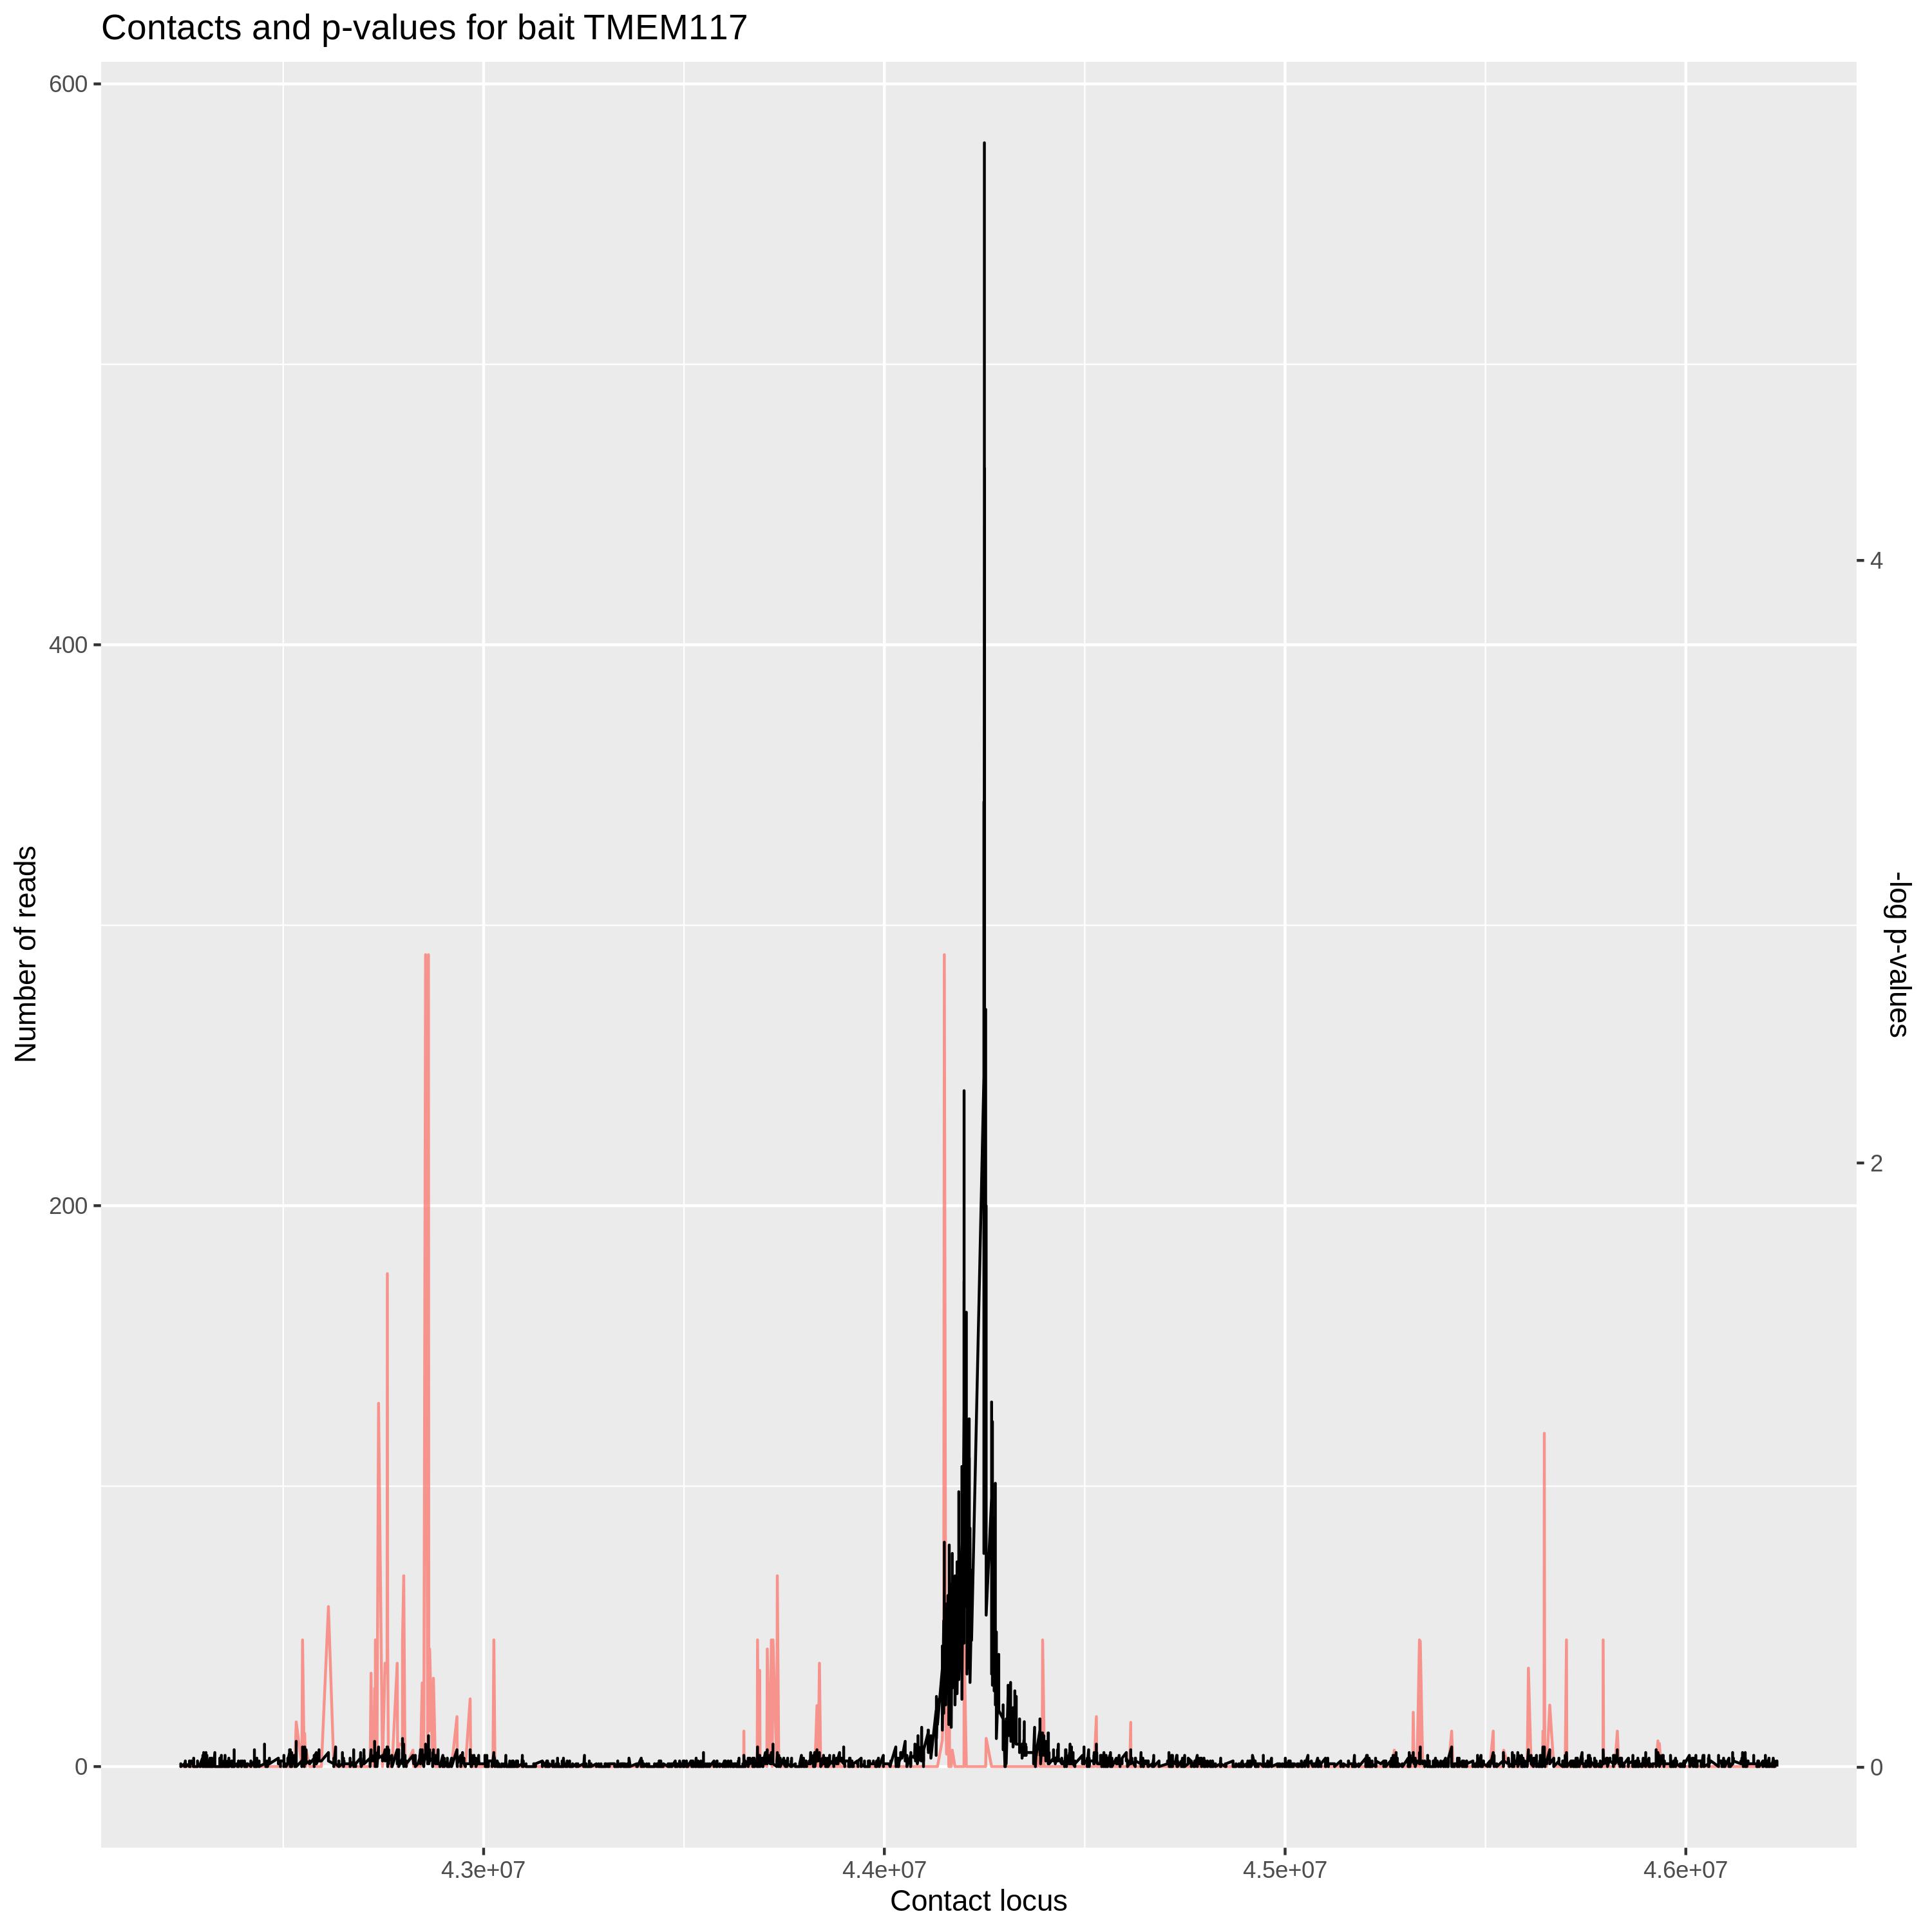 Contacts and p-values for bait TMEM117
600
400
200
0
Number of reads
4
2
0
-log p-values
4.3e+07
4.4e+07
4.5e+07
4.6e+07
Contact locus